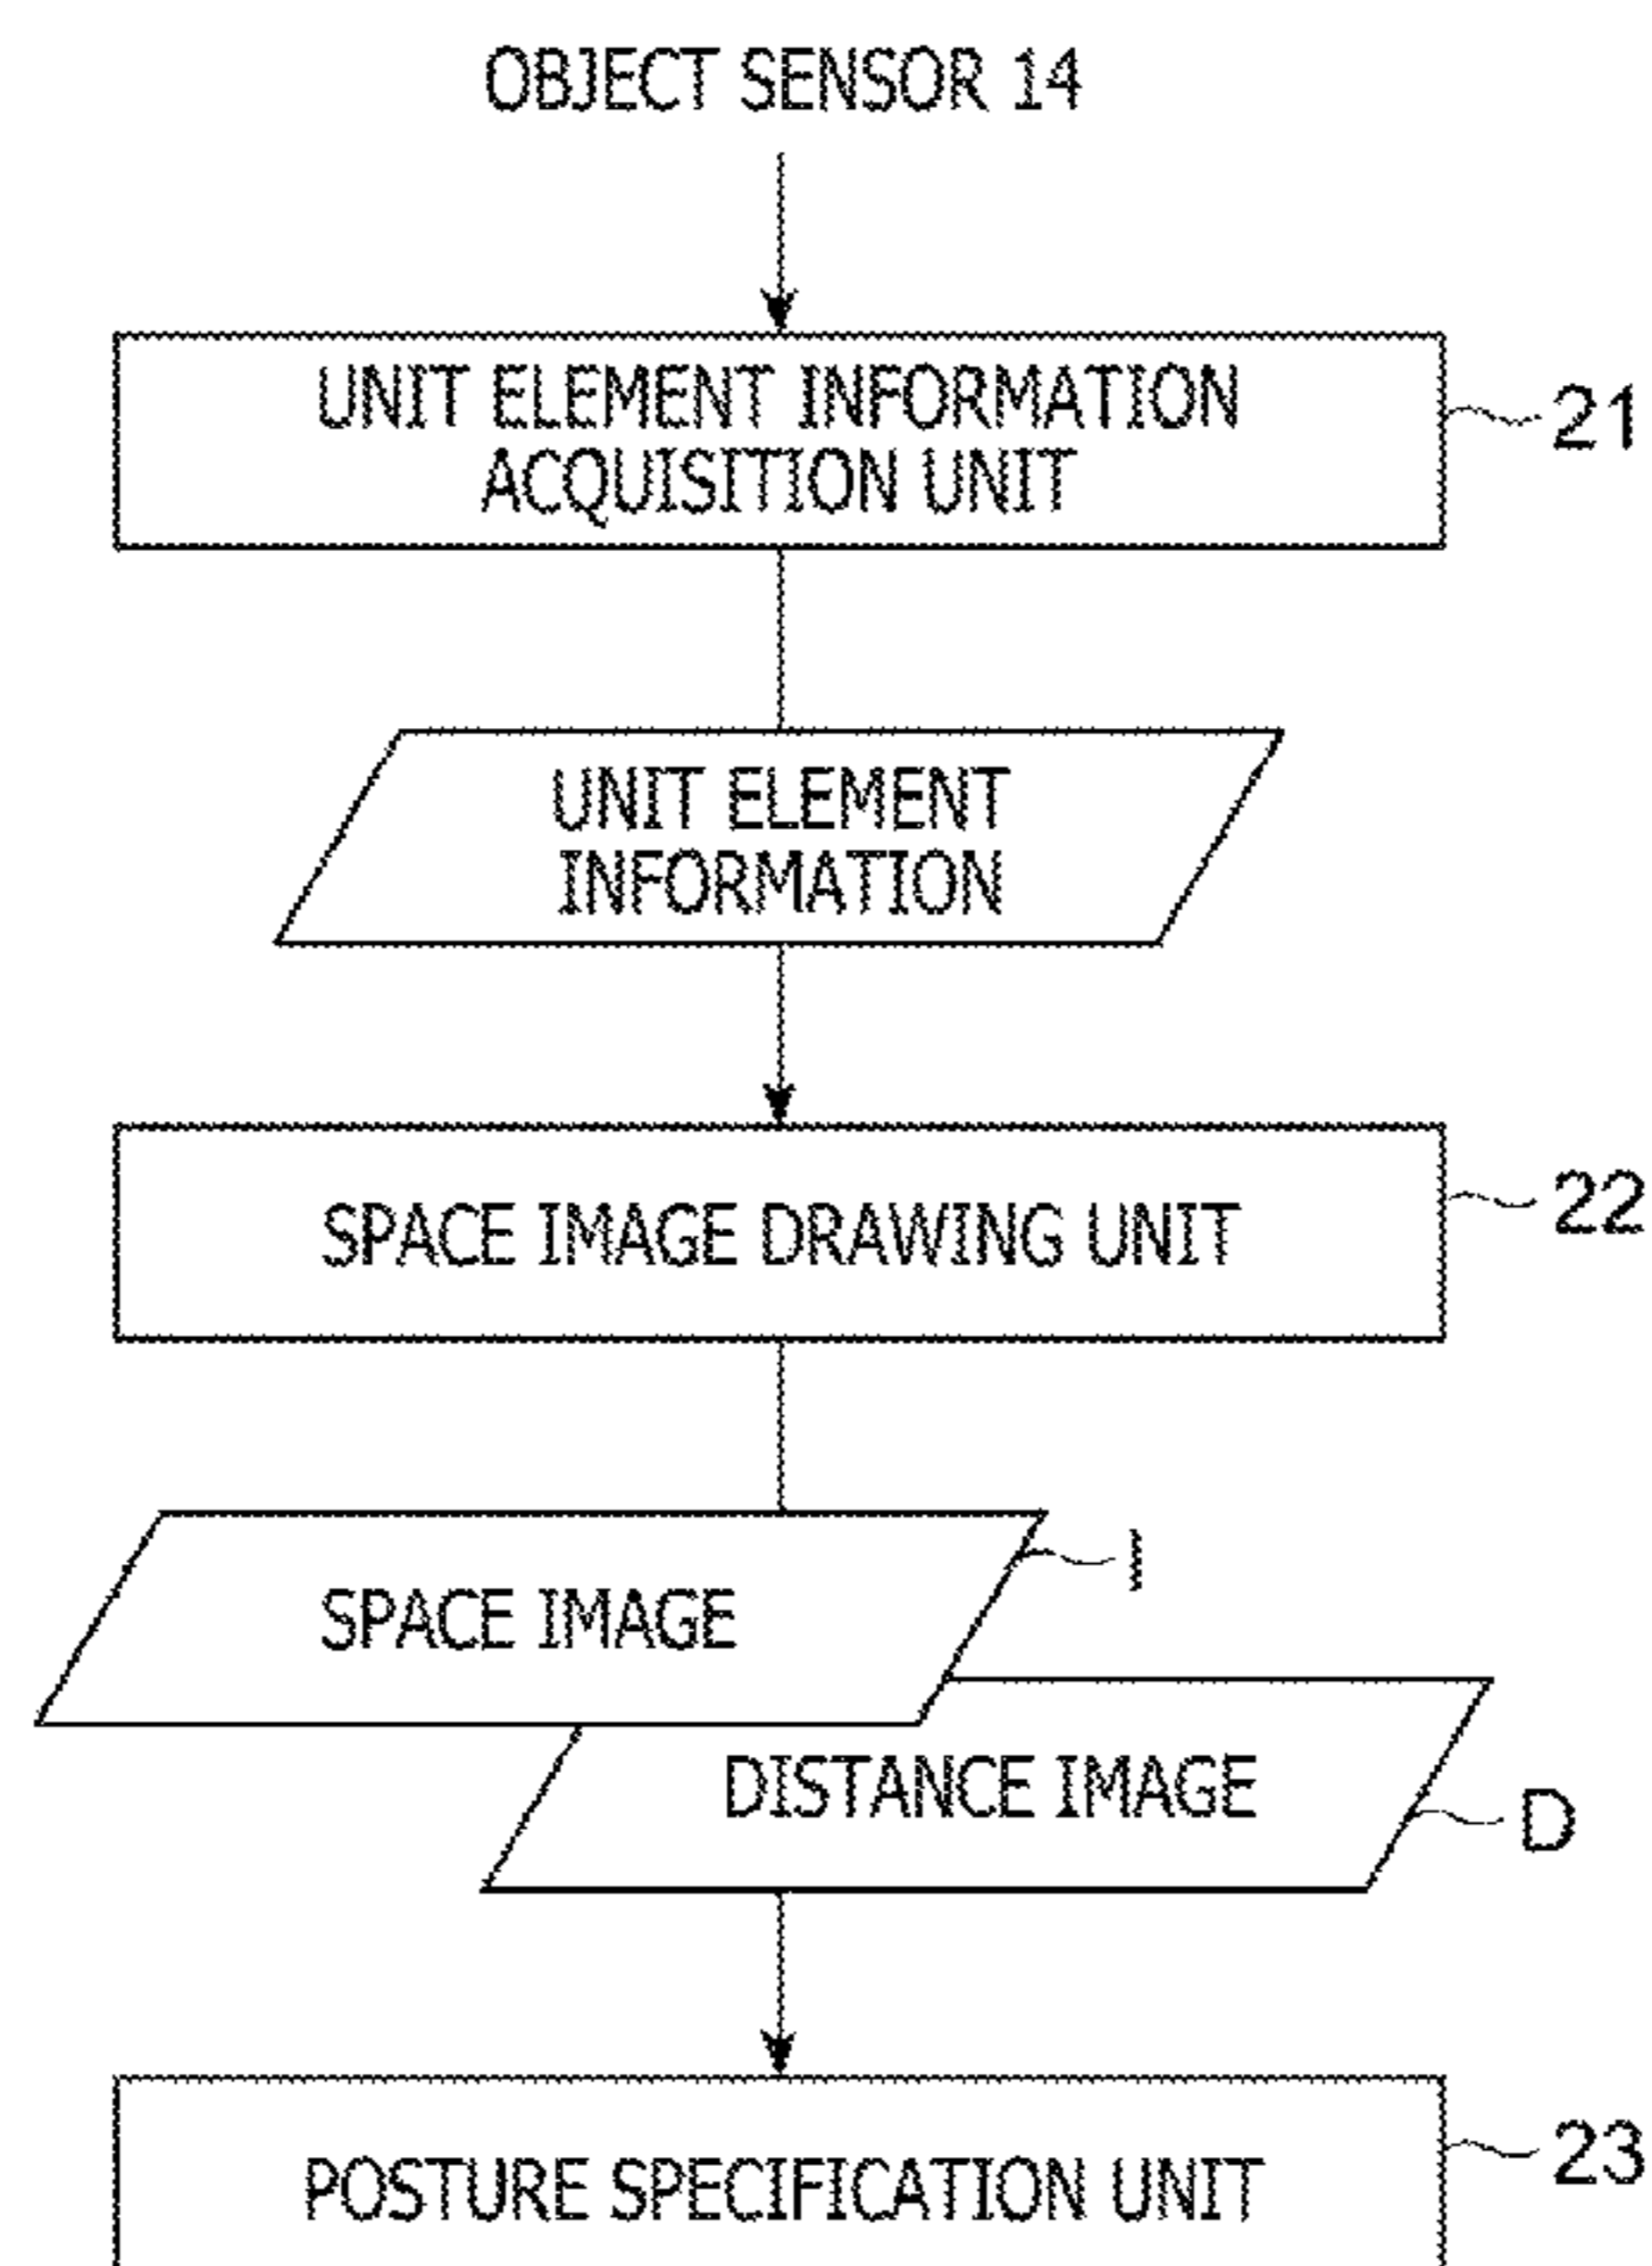 OBJECT SENSOR 14
UNIT ELEMENT INFORMATION
ACQUISITION UNIT
21
UNIT ELEMENT
INFORMATION
SPACE IMAGE DRAWING UNIT
22
SPACE IMAGE
I
DISTANCE IMAGE
D
POSTURE SPECIFICATION UNIT
23